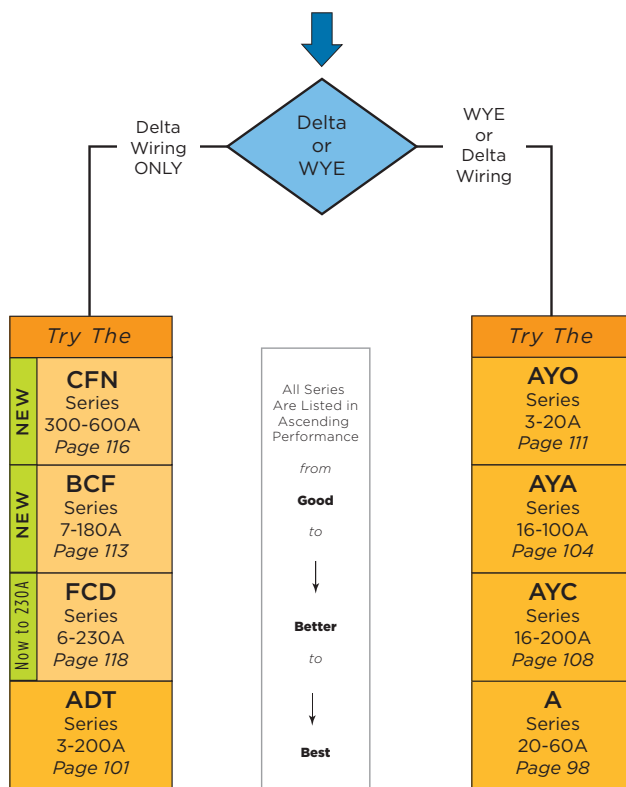 Delta
or
WYE
Delta
Wiring
ONLY
WYE
or
Delta
Wiring
Try The
NEW
CFN
Series
300-600A
Page 116
NEW
BCF
Series
7-180A
Page 113
Now to 230A
FCD
Series
6-230A
Page 118
ADT
Series
3-200A
Page 101
All Series
Are Listed in
Ascending
Performance
from
Good
to
Better
to
Best
Try The
AYO
Series
3-20A
Page 111
AYA
Series
16-100A
Page 104
AYC
Series
16-200A
Page 108
A
Series
20-60A
Page 98